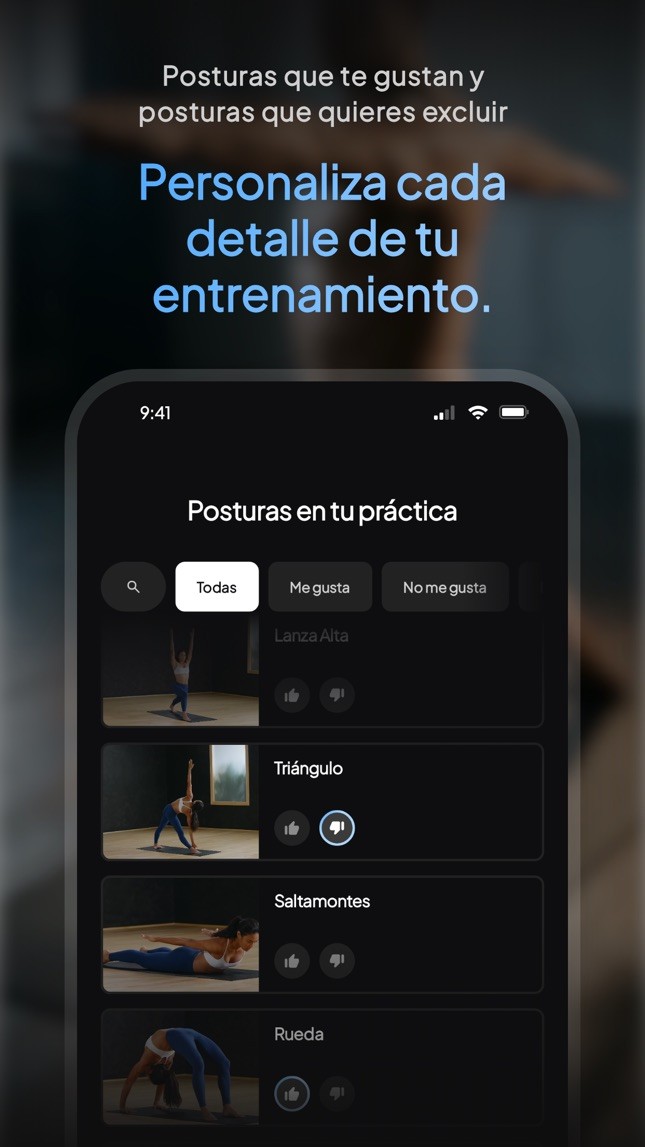 Posturas que te gustan y
posturas que quieres excluir
Personaliza cada
detalle de tu
entrenamiento.
9:41
Posturas en tu práctica
Todas
Me gusta
No me gusta
Lanza Alta
Triángulo
Saltamontes
Rueda